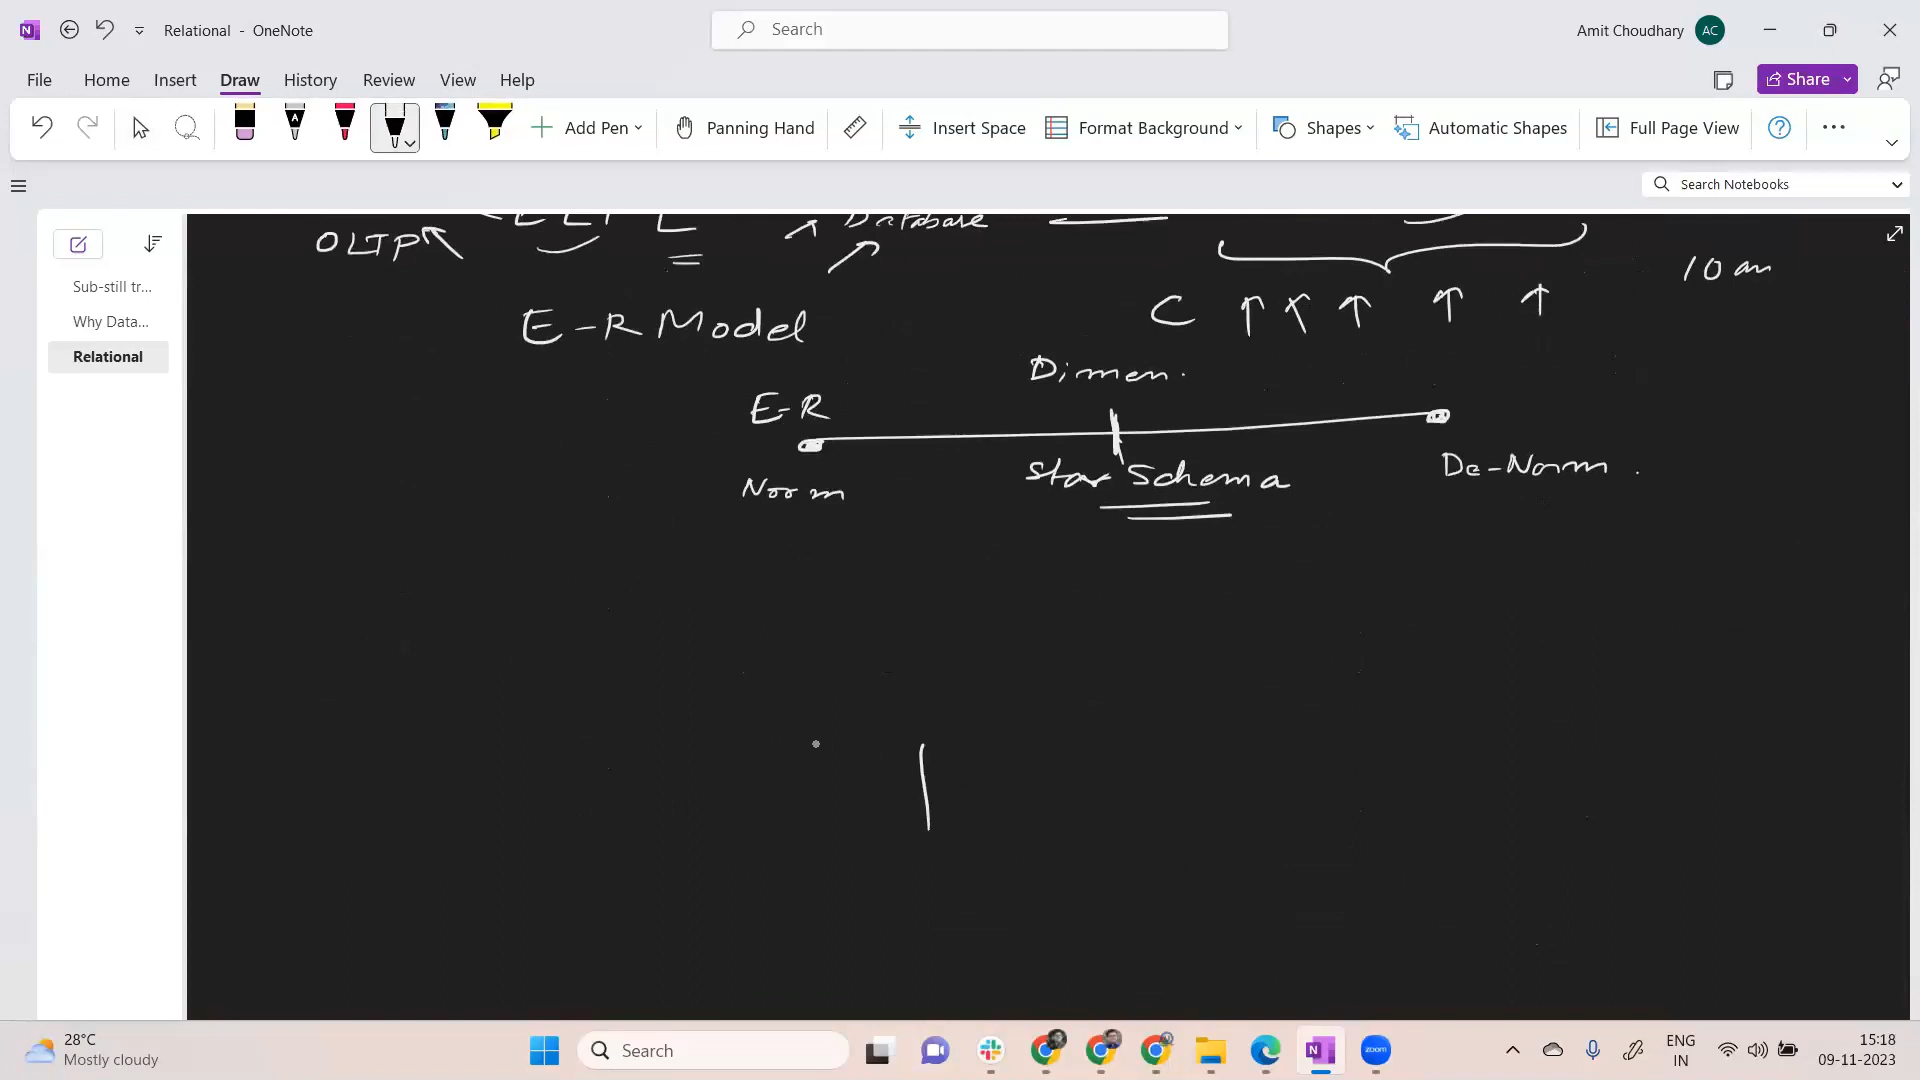 Relational - OneNote
Search
Amit Choudhary
AC
File Home Insert Draw History Review View Help
Share
Add Pen
Panning Hand
Insert Space
Format Background
Shapes
Automatic Shapes
Full Page View
Search Notebooks
Sub-still tr...
Why Data...
Relational
Database
OLTP
10 am
E-R Model
C
Dimen.
E-R
Norm
Star Schema
De-Norm.
28°C
Mostly cloudy
Search
zoom
ENG
IN
15:18
09-11-2023